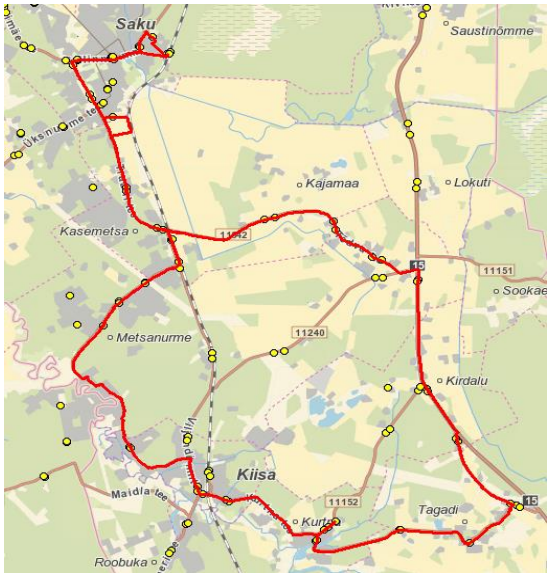 Saku
Saustinõmme
Üksnurme tee
Kajamaa
Lokuti
Kasemetsa
11342
15
11151
Sookae
11240
Metsanurme
Kirdalu
Kiisa
Maidla tee
11152
15
Kurtna
Tagadi
Roobuka